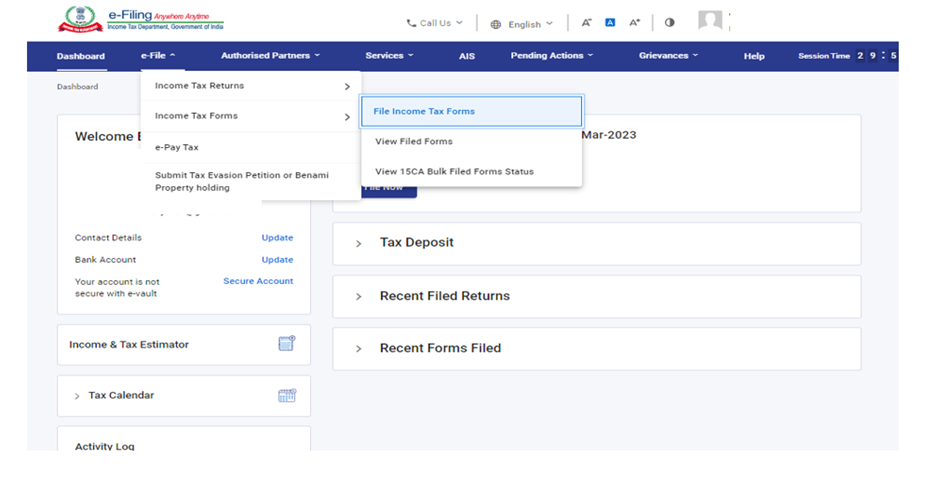 e-Filing Anywhere Anytime
Income Tax Department, Government of India
Call Us
English
A-
A
A+
Dashboard
e-File
Authorised Partners
Services
AIS
Pending Actions
Grievances
Help
Session Time 2 9 : 5
Dashboard
Income Tax Returns
Income Tax Forms
e-Pay Tax
Submit Tax Evasion Petition or Benami
Property holding
File Income Tax Forms
View Filed Forms
View 15CA Bulk Filed Forms Status
Welcome
Mar-2023
File Now
Contact Details Update
Bank Account Update
Your account is not Secure Account
secure with e-vault
Income & Tax Estimator
Tax Calendar
Activity Log
Tax Deposit
Recent Filed Returns
Recent Forms Filed